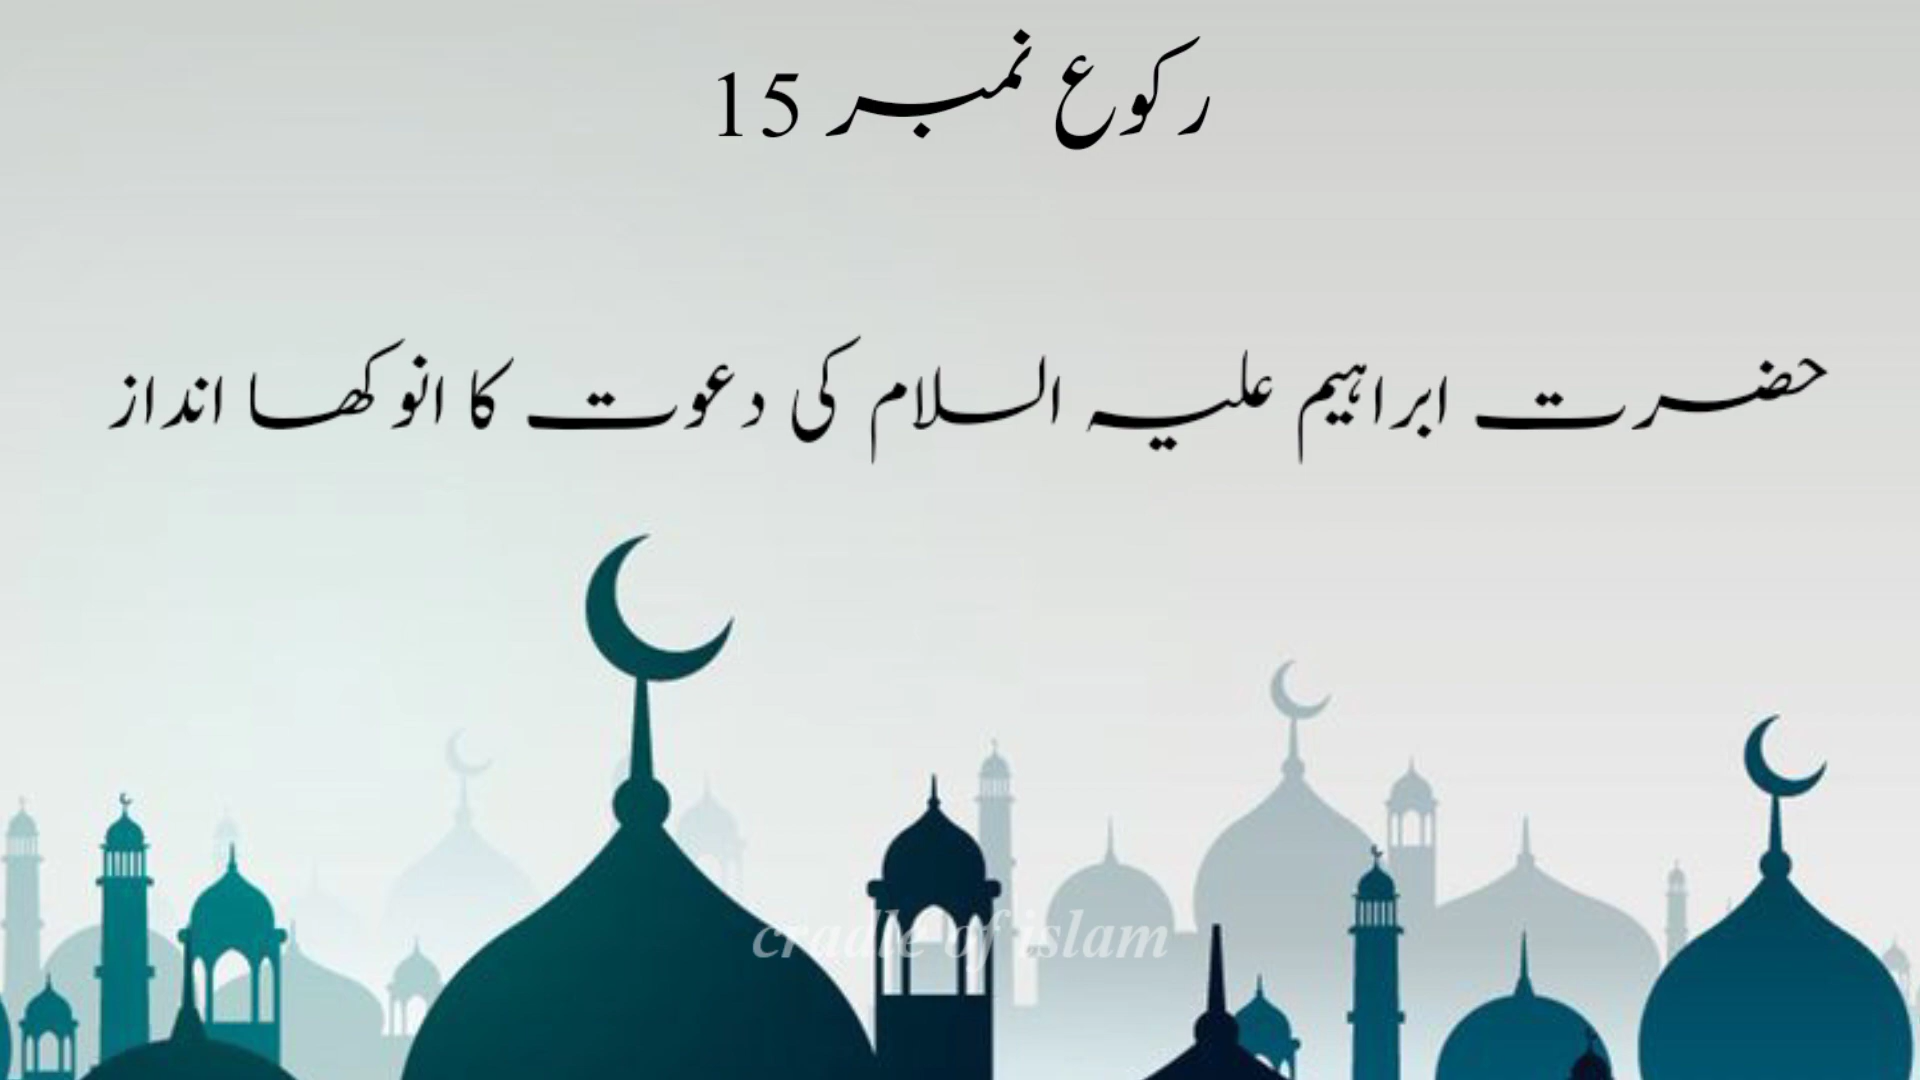 رکوع نمبر 15
حضرت ابراہیم علیہ السلام کی دعوت کا انوکھا انداز
cradle of islam